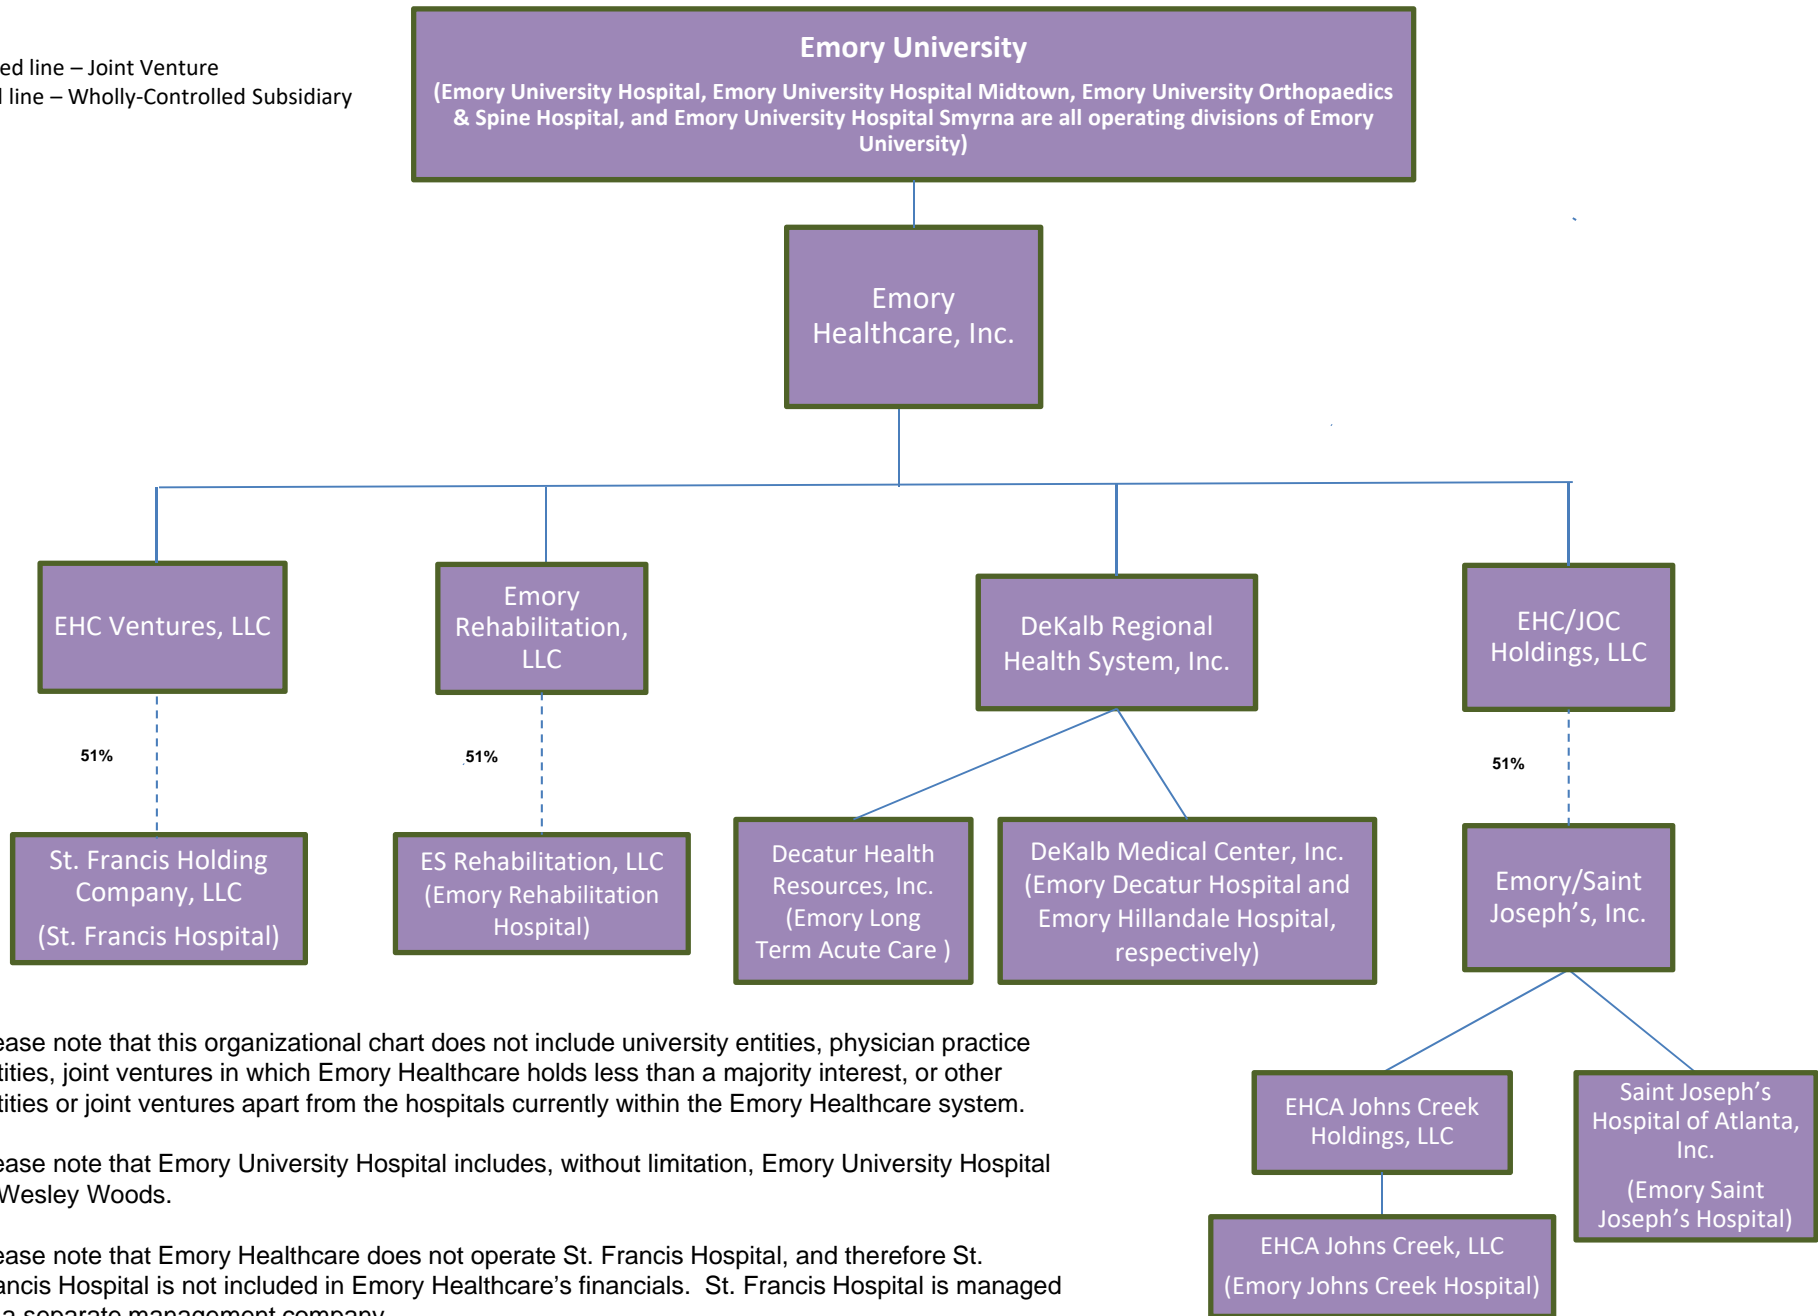 Emory University
(Emory University Hospital, Emory University Hospital Midtown, Emory University Orthopaedics
& Spine Hospital, and Emory University Hospital Smyrna are all operating divisions of Emory
University)
line – Joint Venture
line – Wholly-Controlled Subsidiary
Emory
Healthcare, Inc.
EHC Ventures, LLC
Emory
Rehabilitation,
LLC
DeKalb Regional
Health System, Inc.
EHC/JOC
Holdings, LLC
51%
51%
51%
St. Francis Holding
Company, LLC
(St. Francis Hospital)
ES Rehabilitation, LLC
(Emory Rehabilitation
Hospital)
Decatur Health
Resources, Inc.
(Emory Long
Term Acute Care )
DeKalb Medical Center, Inc.
(Emory Decatur Hospital and
Emory Hillandale Hospital,
respectively)
Emory/Saint
Joseph's, Inc.
EHCA Johns Creek
Holdings, LLC
Saint Joseph's
Hospital of Atlanta,
Inc.
(Emory Saint
Joseph's Hospital)
EHCA Johns Creek, LLC
(Emory Johns Creek Hospital)
note that this organizational chart does not include university entities, physician practice
joint ventures in which Emory Healthcare holds less than a majority interest, or other
or joint ventures apart from the hospitals currently within the Emory Healthcare system.
note that Emory University Hospital includes, without limitation, Emory University Hospital
Wesley Woods.
note that Emory Healthcare does not operate St. Francis Hospital, and therefore St.
Hospital is not included in Emory Healthcare's financials.  St. Francis Hospital is managed
a separate management company.